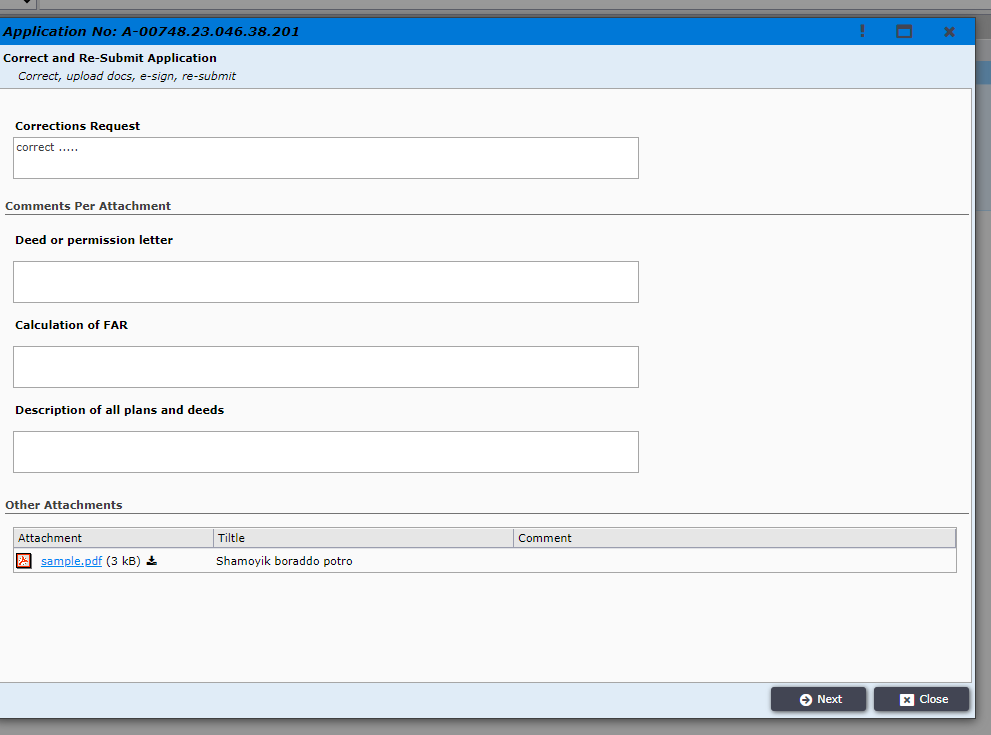 Application No: A-00748.23.046.38.201
Correct and Re-Submit Application
Correct, upload docs, e-sign, re-submit
Corrections Request
correct .....
Comments Per Attachment
Deed or permission letter
Calculation of FAR
Description of all plans and deeds
Other Attachments
Attachment Tiltle Comment
sample.pdf (3 kB) Shamoyik boraddo potro
Next Close